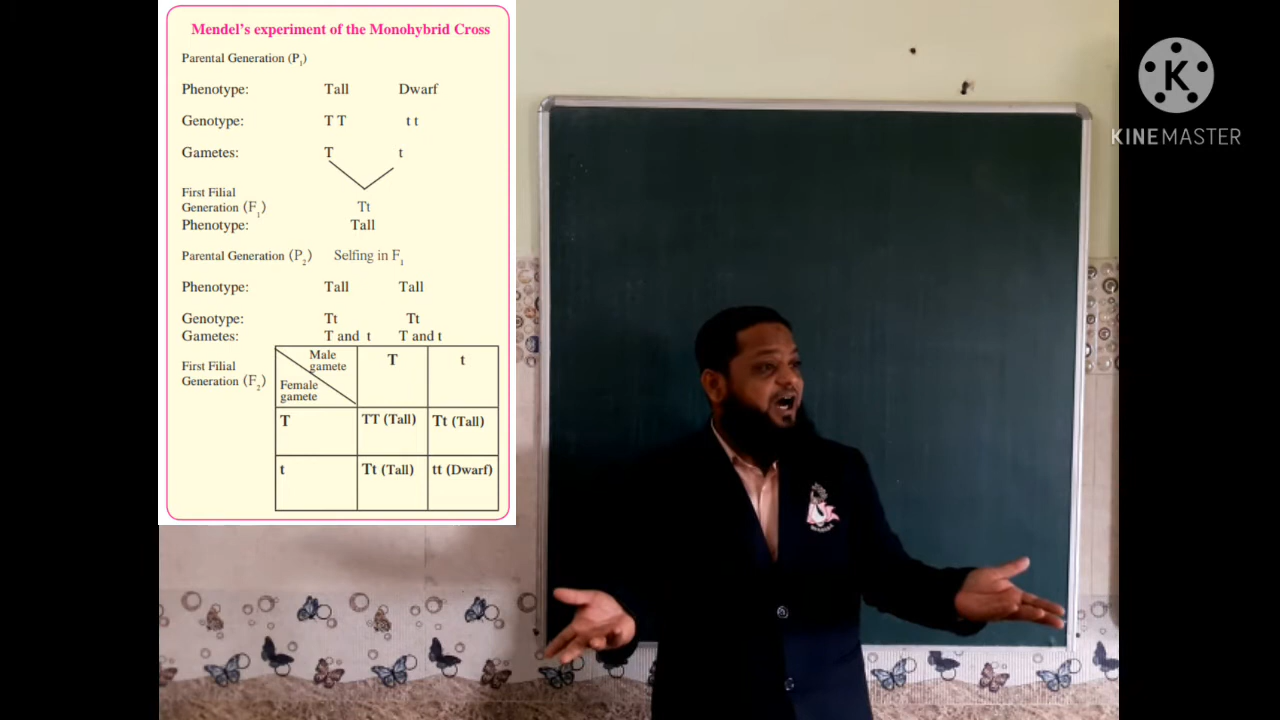 Mendel's experiment of the Monohybrid Cross
Parental Generation (P1)
Phenotype: Tall Dwarf
Genotype: T T t t
Gametes: T t
First Filial
Generation (F1) Tt
Phenotype: Tall
Parental Generation (P2) Selfing in F1
Phenotype: Tall Tall
Genotype: Tt Tt
Gametes: T and t T and t
First Filial
Generation (F2)
Male
gamete
Female
gamete
T t
T TT (Tall) Tt (Tall)
t Tt (Tall) tt (Dwarf)
K
KINEMASTER